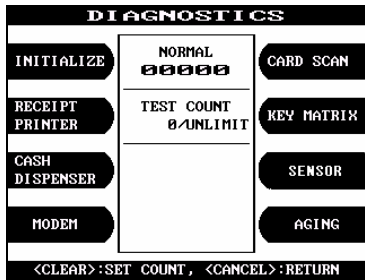 DIAGNOSTICS
INITIALIZE
NORMAL
00000
CARD SCAN
RECEIPT
PRINTER
TEST COUNT
0/UNLIMIT
KEY MATRIX
CASH
DISPENSER
SENSOR
MODEM
AGING
<CLEAR>:SET COUNT, <CANCEL>:RETURN